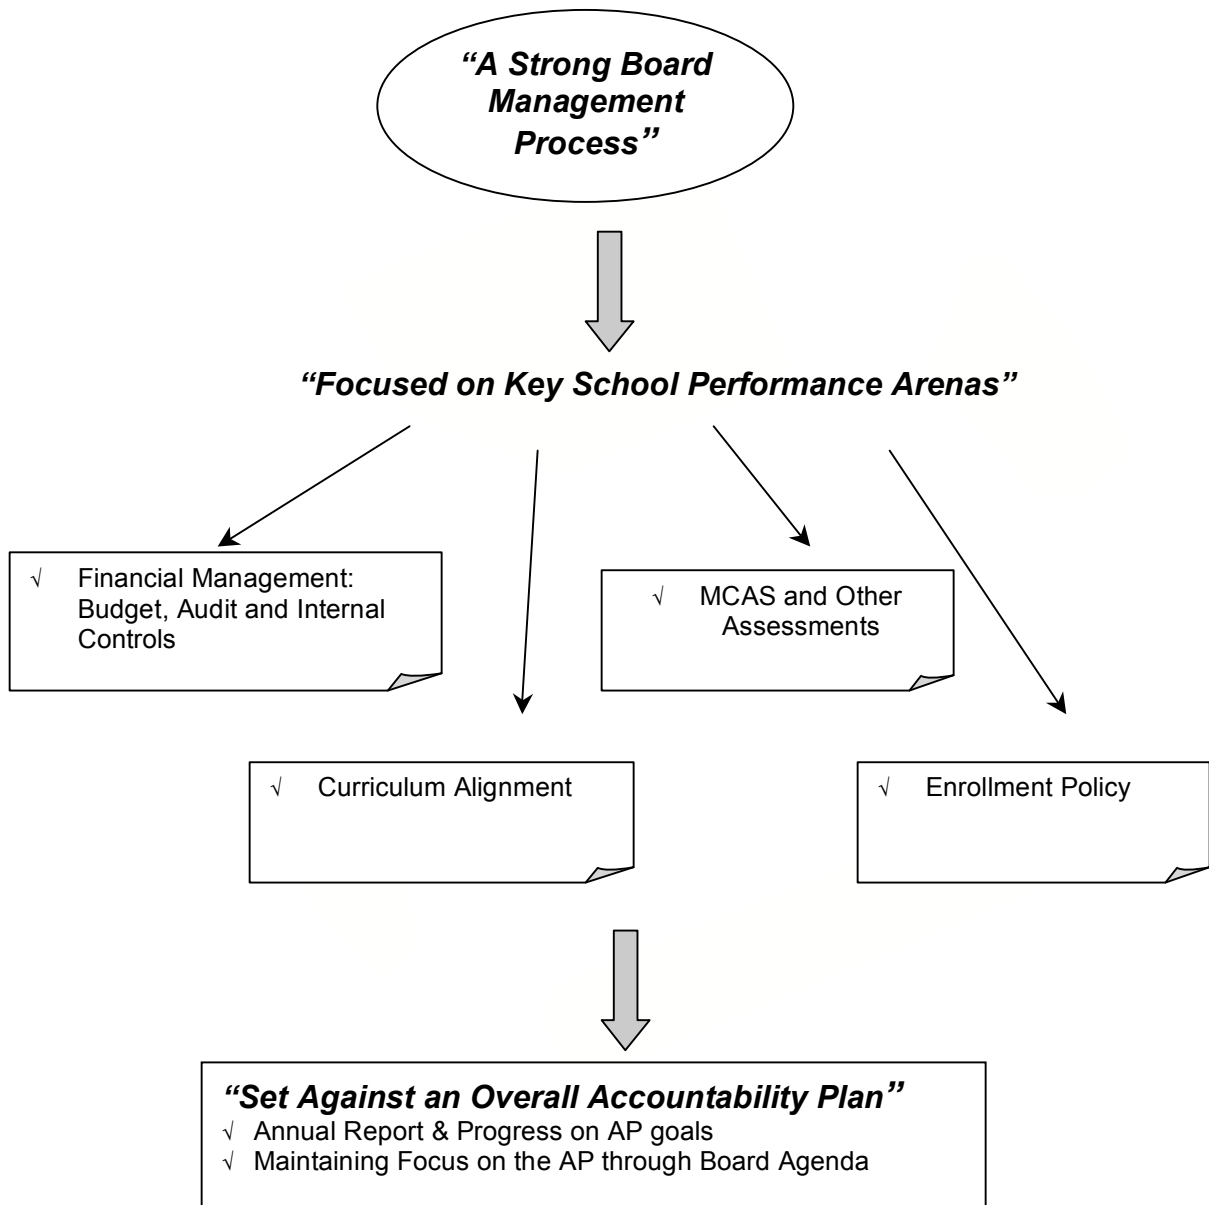 “A Strong Board
Management
Process”
“Focused on Key School Performance Arenas”
√ Financial Management:
Budget, Audit and Internal
Controls
√ MCAS and Other
Assessments
√ Curriculum Alignment
√ Enrollment Policy
“Set Against an Overall Accountability Plan”
√ Annual Report & Progress on AP goals
√ Maintaining Focus on the AP through Board Agenda